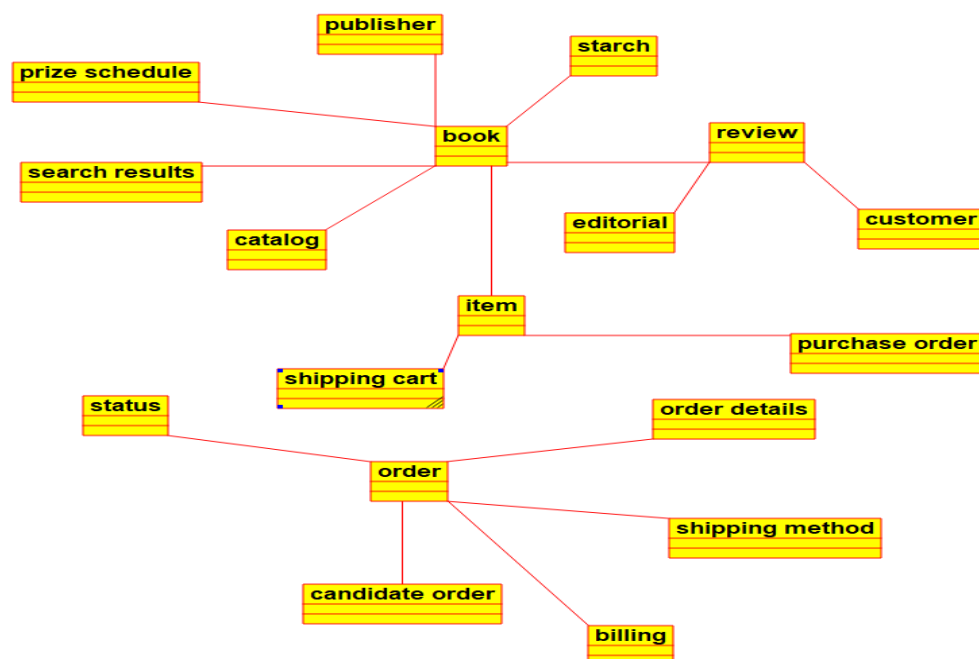 publisher
starch
prize schedule
book
review
search results
editorial
customer
catalog
item
purchase order
shipping cart
status
order details
order
shipping method
candidate order
billing